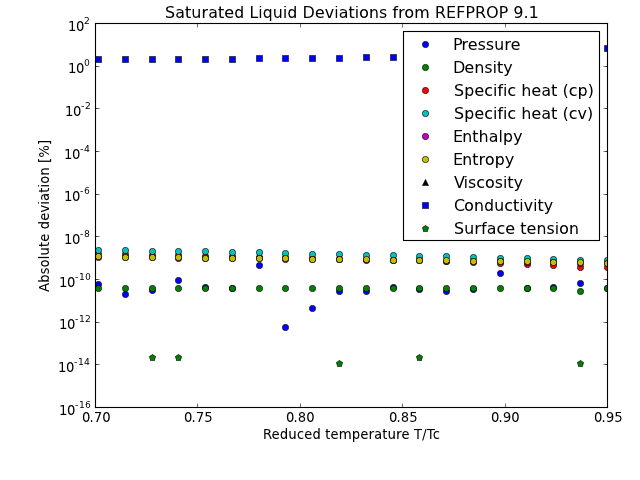 Saturated Liquid Deviations from REFPROP 9.1
10^2
10^0
10^-2
10^-4
10^-6
10^-8
10^-10
10^-12
10^-14
10^-16
Absolute deviation [%]
Pressure
Density
Specific heat (cp)
Specific heat (cv)
Enthalpy
Entropy
Viscosity
Conductivity
Surface tension
0.70 0.75 0.80 0.85 0.90 0.95
Reduced temperature T/Tc